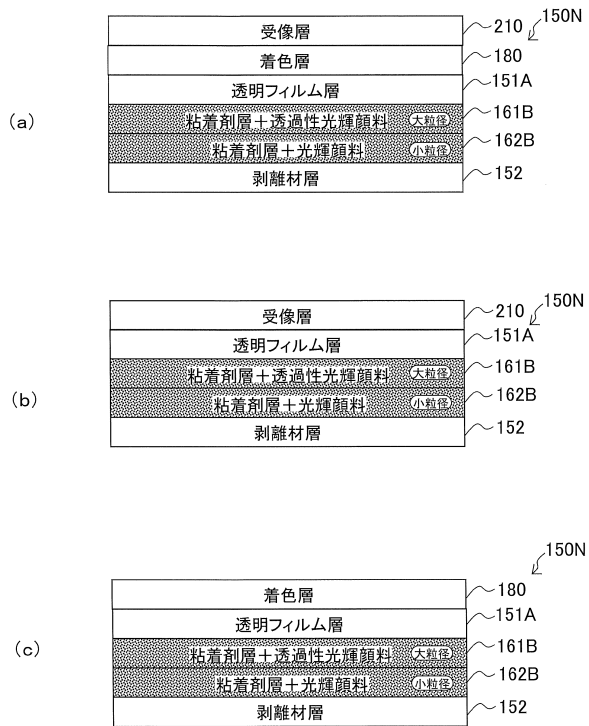 150N
受像層 210
着色層 180
透明フィルム層 151A
(a) 粘着剤層+透過性光輝顔料 大粒径 161B
粘着剤層+光輝顔料 小粒径 162B
剥離材層 152
150N
受像層 210
透明フィルム層 151A
粘着剤層+透過性光輝顔料 大粒径 161B
(b) 粘着剤層+光輝顔料 小粒径 162B
剥離材層 152
150N
着色層 180
透明フィルム層 151A
(c) 粘着剤層+透過性光輝顔料 大粒径 161B
粘着剤層+光輝顔料 小粒径 162B
剥離材層 152